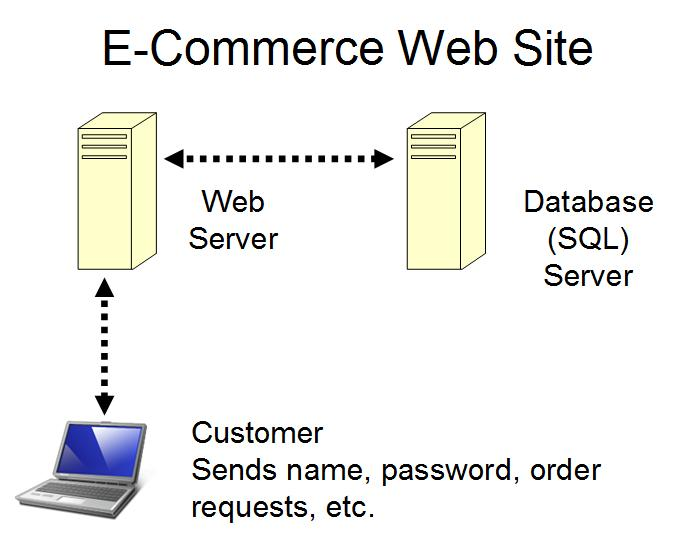 E-Commerce Web Site
Web
Server
Database
(SQL)
Server
Customer
Sends name, password, order
requests, etc.